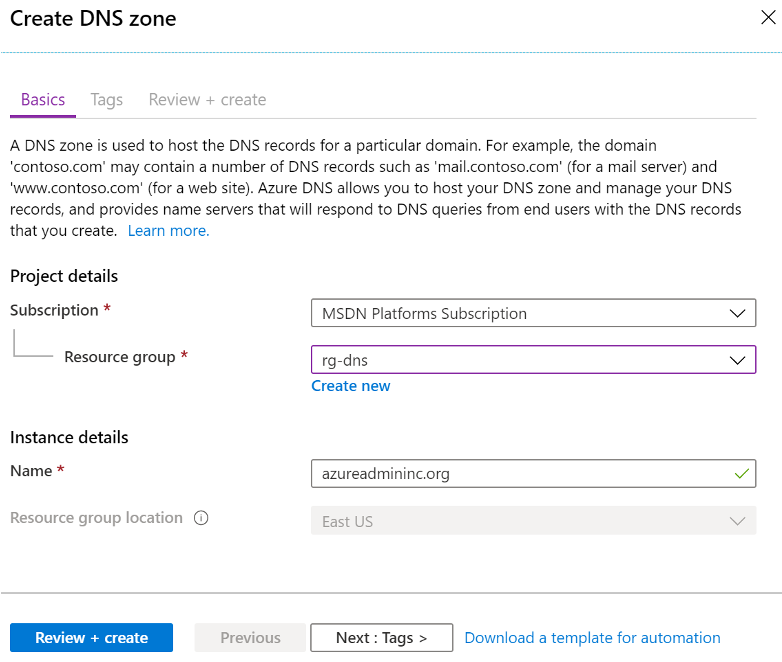 Create DNS zone
Basics
Tags
Review + create
A DNS zone is used to host the DNS records for a particular domain. For example, the domain
'contoso.com' may contain a number of DNS records such as 'mail.contoso.com' (for a mail server) and
'www.contoso.com' (for a web site). Azure DNS allows you to host your DNS zone and manage your DNS
records, and provides name servers that will respond to DNS queries from end users with the DNS records
that you create. Learn more.
Project details
Subscription *
MSDN Platforms Subscription
Resource group *
rg-dns
Create new
Instance details
Name *
azureadmininc.org
Resource group location
East US
Review + create
Previous
Next : Tags >
Download a template for automation